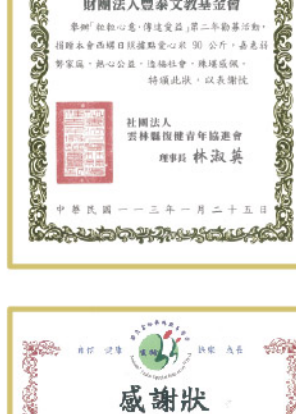 財團法人豐泰文教基金會
舉辦「粒粒心意，傳遞愛益」第二年勸募活動，
捐贈本會西螺日照據點愛心米 90 公斤，嘉惠弱
勢家庭，熱心公益，造福社會，殊堪感佩。
特頒此狀，以表謝忱
社團法人
雲林縣復健青年協進會
理事長 林淑英
中華民國一一三年一月二十五日
感謝狀